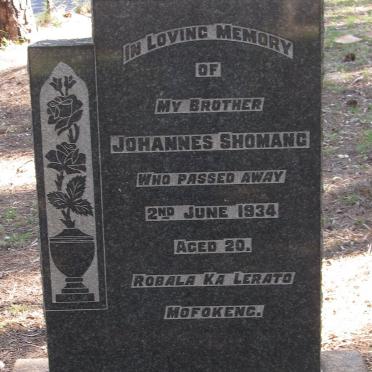 IN LOVING MEMORY
OF
MY BROTHER
JOHANNES SHOMANG
WHO PASSED AWAY
2ND JUNE 1934
AGED 20.
ROBALA KA LERATO
MOFOKENG.